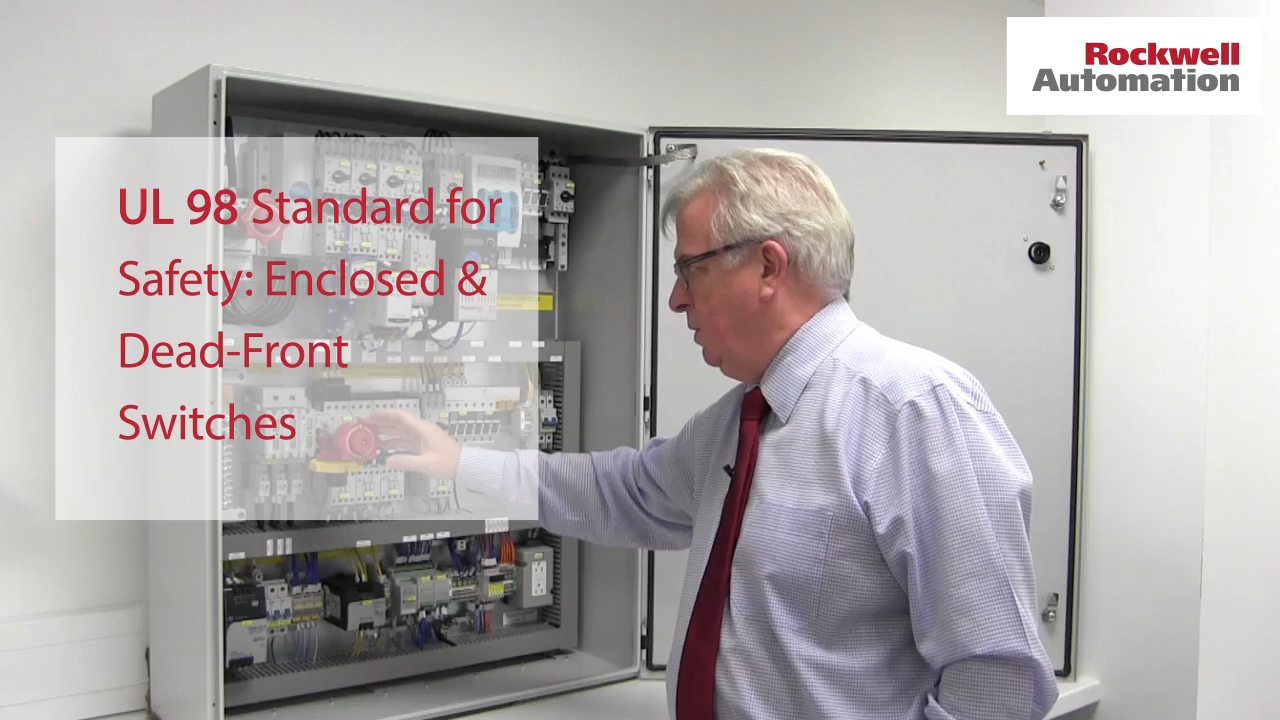 Rockwell
Automation
UL 98 Standard for
Safety: Enclosed &
Dead-Front
Switches